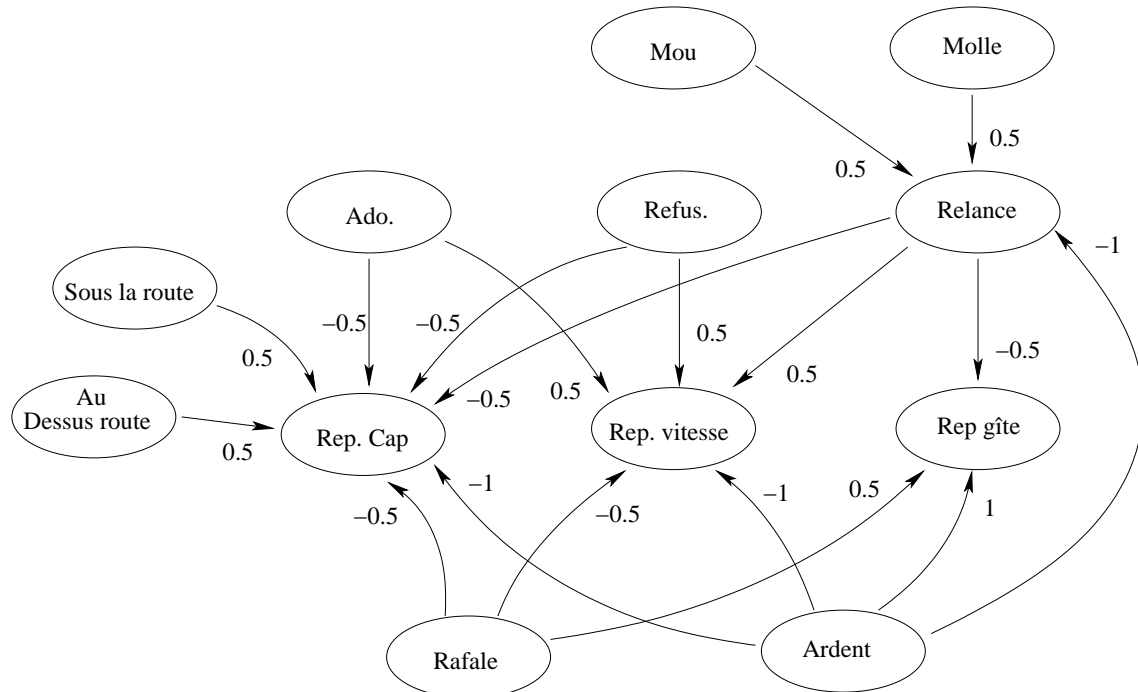 Molle
Mou
0.5
0.5
Ado.
Refus.
Relance
−1
Sous la route
−0.5
−0.5
0.5
0.5
−0.5
0.5
0.5
−0.5
Au
Dessus route
0.5
Rep. Cap
Rep. vitesse
Rep gîte
−1
−1
0.5
1
−0.5
−0.5
Rafale
Ardent